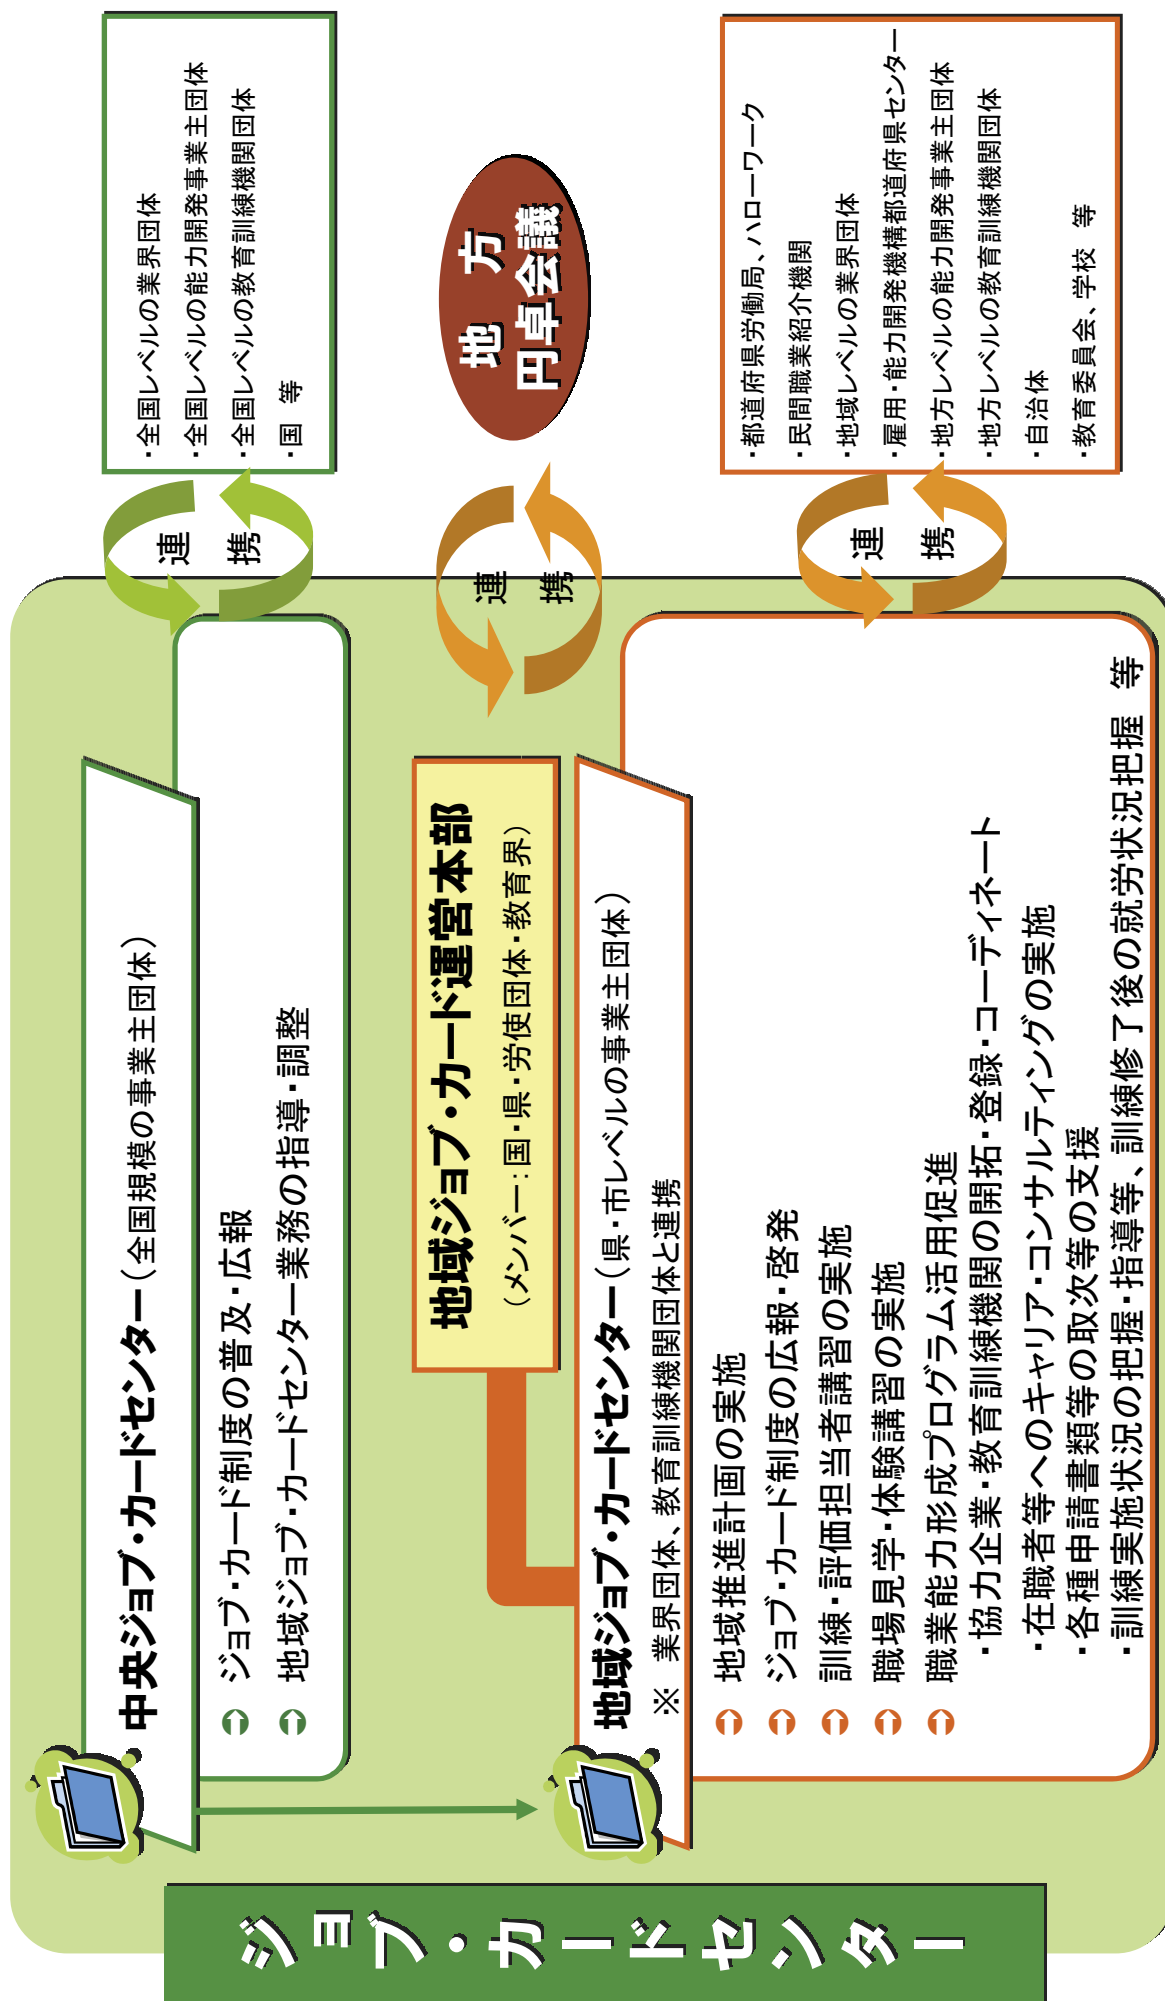 ジョブ・カードセンター
中央ジョブ・カードセンター(全国規模の事業主団体)
ジョブ・カード制度の普及・広報
地域ジョブ・カードセンター業務の指導・調整
連
携
・全国レベルの業界団体
・全国レベルの能力開発事業主団体
・全国レベルの教育訓練機関団体
・国 等
地域ジョブ・カード運営本部
(メンバー:国・県・労使団体・教育界)
連
携
地 方
円卓会議
地域ジョブ・カードセンター(県・市レベルの事業主団体)
※ 業界団体、教育訓練機関団体と連携
地域推進計画の実施
ジョブ・カード制度の広報・啓発
訓練・評価担当者講習の実施
職場見学・体験講習の実施
職業能力形成プログラム活用促進
・協力企業・教育訓練機関の開拓・登録・コーディネート
・在職者等へのキャリア・コンサルティングの実施
・各種申請書類等の取次等の支援
・訓練実施状況の把握・指導等、訓練修了後の就労状況把握 等
連
携
・都道府県労働局、ハローワーク
・民間職業紹介機関
・地域レベルの業界団体
・雇用・能力開発機構都道府県センター
・地方レベルの能力開発事業主団体
・地方レベルの教育訓練機関団体
・自治体
・教育委員会、学校 等